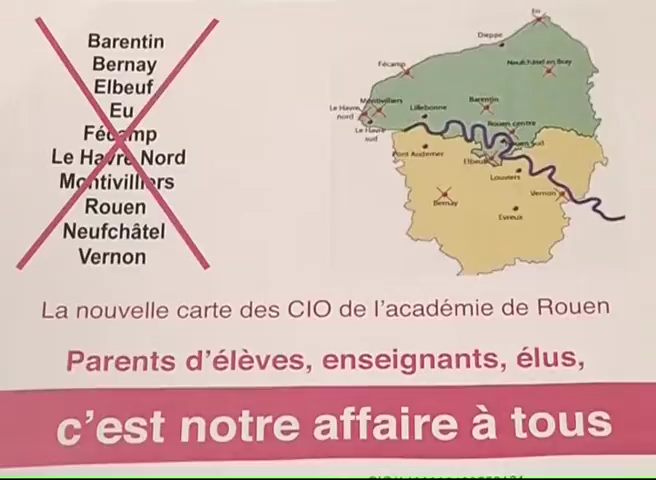 Barentin
Bernay
Elbeuf
Eu
Fécamp
Le Havre Nord
Montivilliers
Rouen
Neufchâtel
Vernon
Eu
Dieppe
Fécamp
Neufchâtel en Bray
Le Havre nord
Montivilliers
Lillebonne
Barentin
Le Havre sud
Rouen centre
Rouen sud
Pont Audemer
Elbeuf
Louviers
Vernon
Bernay
Evreux
La nouvelle carte des CIO de l'académie de Rouen
Parents d'élèves, enseignants, élus,
c'est notre affaire à tous